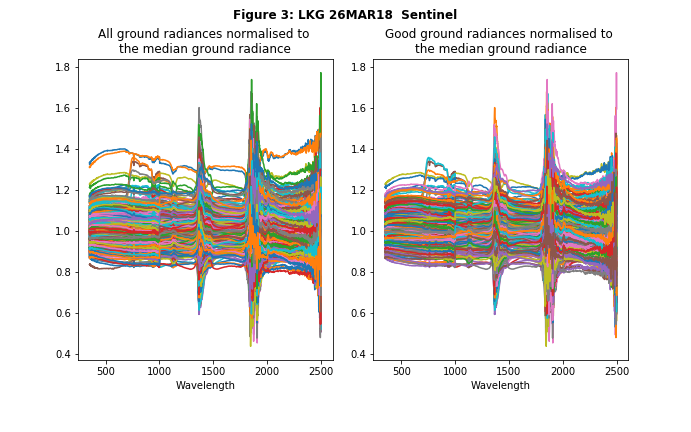 Figure 3: LKG 26MAR18  Sentinel
All ground radiances normalised to
the median ground radiance
1.8
1.6
1.4
1.2
1.0
0.8
0.6
0.4
500 1000 1500 2000 2500
Wavelength
Good ground radiances normalised to
the median ground radiance
1.8
1.6
1.4
1.2
1.0
0.8
0.6
0.4
500 1000 1500 2000 2500
Wavelength